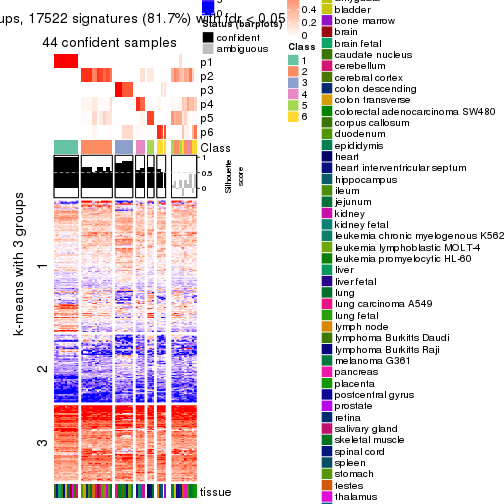 ups, 17522 signatures (81.7%) with fdr < 0.05
44 confident samples
p1
p2
p3
p4
p5
p6
Class
1
0.5
0
Silhouette
score
k-means with 3 groups
1
2
3
tissue
0
Status (barplots)
confident
ambiguous
0.4
0.2
0
Class
1
2
3
4
5
6
bladder
bone marrow
brain
brain fetal
caudate nucleus
cerebellum
cerebral cortex
colon descending
colon transverse
colorectal adenocarcinoma SW480
corpus callosum
duodenum
epididymis
heart
heart interventricular septum
hippocampus
ileum
jejunum
kidney
kidney fetal
leukemia chronic myelogenous K562
leukemia lymphoblastic MOLT-4
leukemia promyelocytic HL-60
liver
liver fetal
lung
lung carcinoma A549
lung fetal
lymph node
lymphoma Burkitts Daudi
lymphoma Burkitts Raji
melanoma G361
pancreas
placenta
postcentral gyrus
prostate
retina
salivary gland
skeletal muscle
spinal cord
spleen
stomach
testes
thalamus